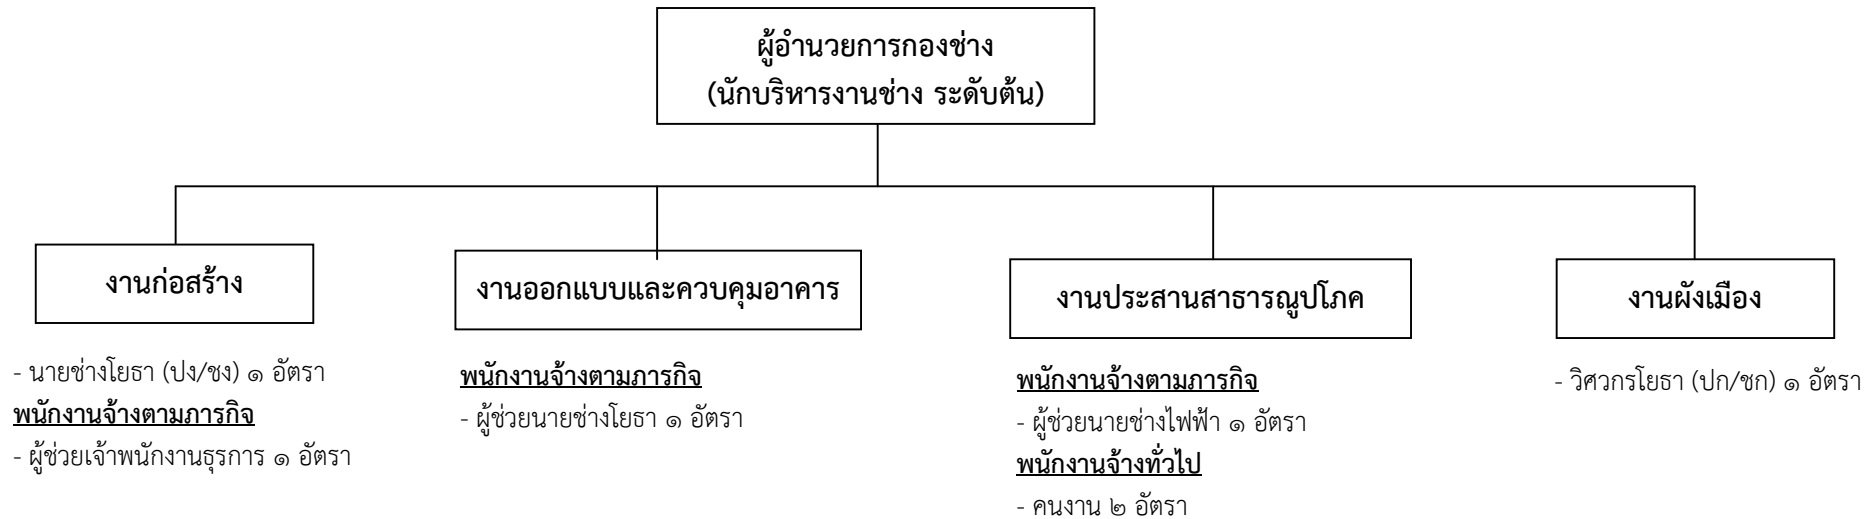 ผู้อำนวยการกองช่าง
(นักบริหารงานช่าง ระดับต้น)
งานก่อสร้าง
- นายช่างโยธา (ปง/ชง) ๑ อัตรา
พนักงานจ้างตามภารกิจ
- ผู้ช่วยเจ้าพนักงานธุรการ ๑ อัตรา
งานออกแบบและควบคุมอาคาร
พนักงานจ้างตามภารกิจ
- ผู้ช่วยนายช่างโยธา ๑ อัตรา
งานประสานสาธารณูปโภค
พนักงานจ้างตามภารกิจ
- ผู้ช่วยนายช่างไฟฟ้า ๑ อัตรา
พนักงานจ้างทั่วไป
- คนงาน ๒ อัตรา
งานผังเมือง
- วิศวกรโยธา (ปก/ชก) ๑ อัตรา